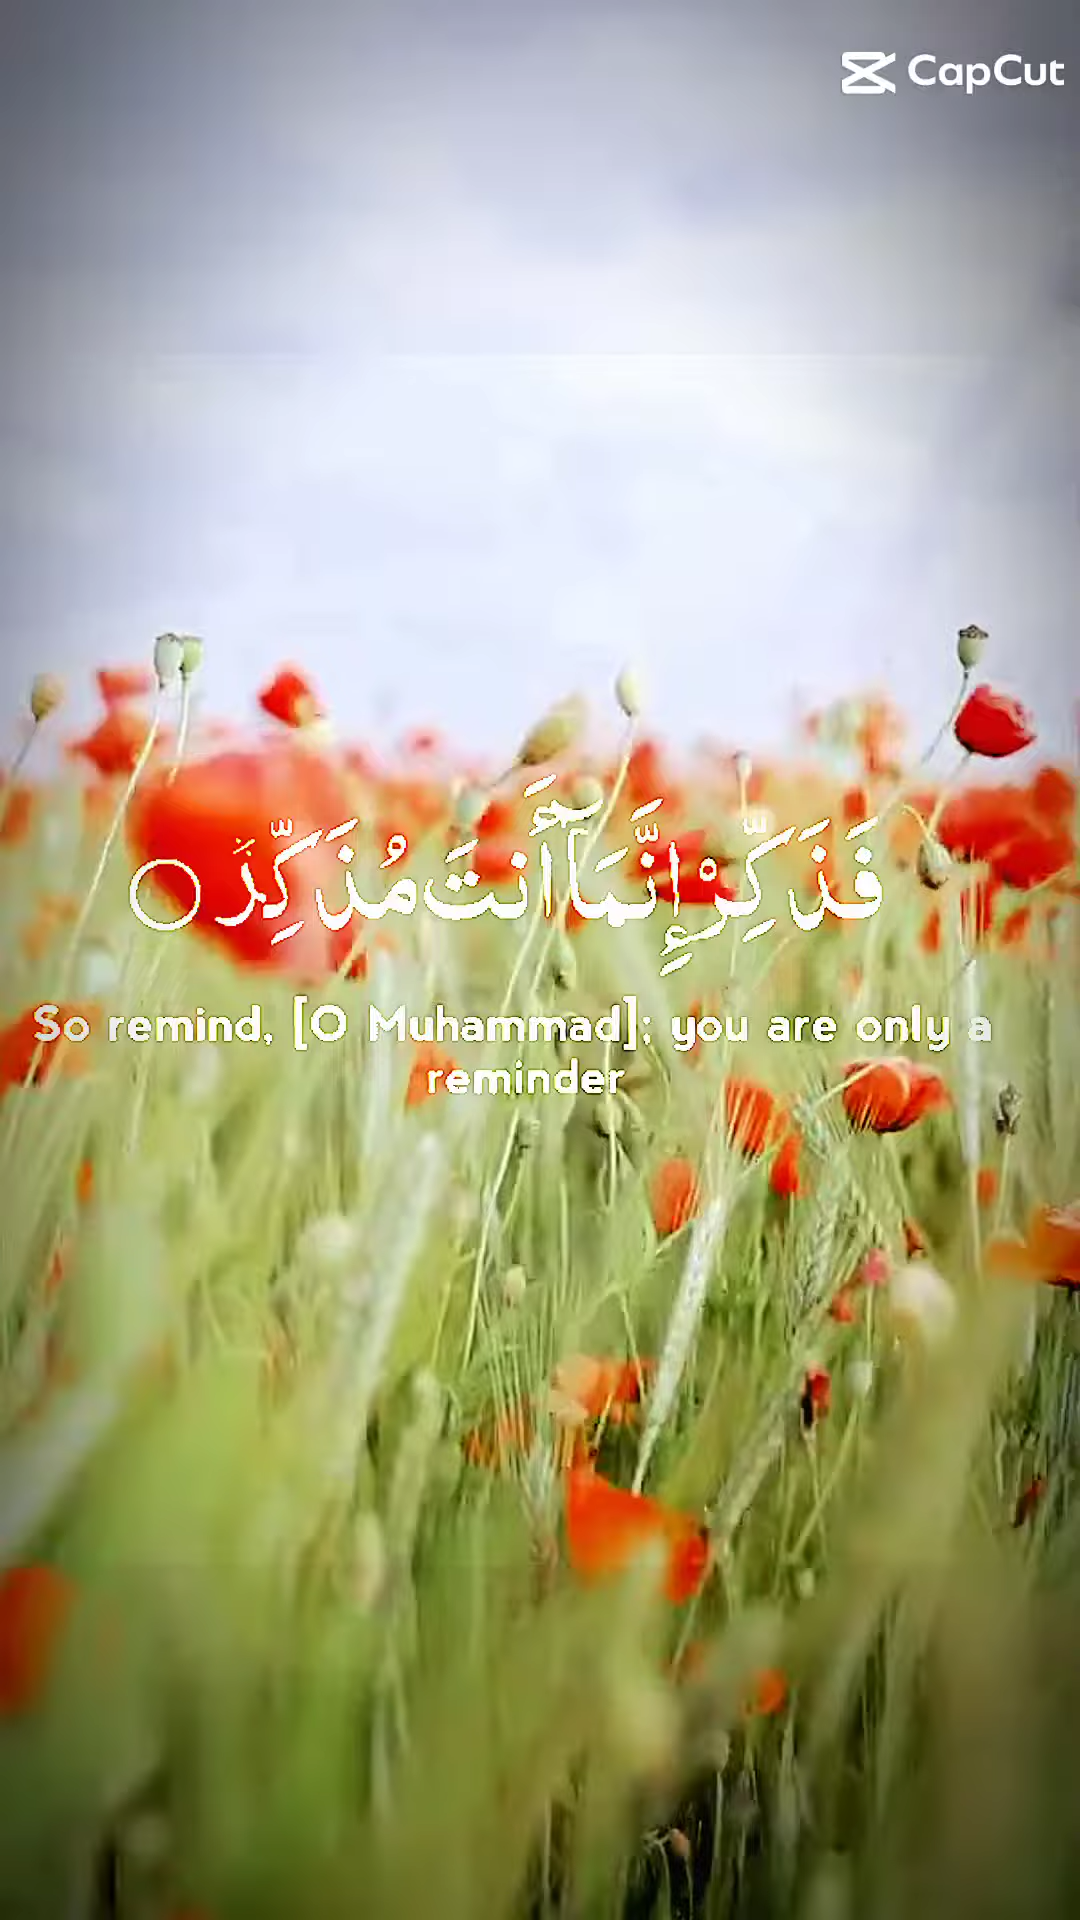 CapCut
فَذَكِّرْ إِنَّمَآ أَنتَ مُذَكِّرٌ
So remind, [O Muhammad]; you are only a
reminder